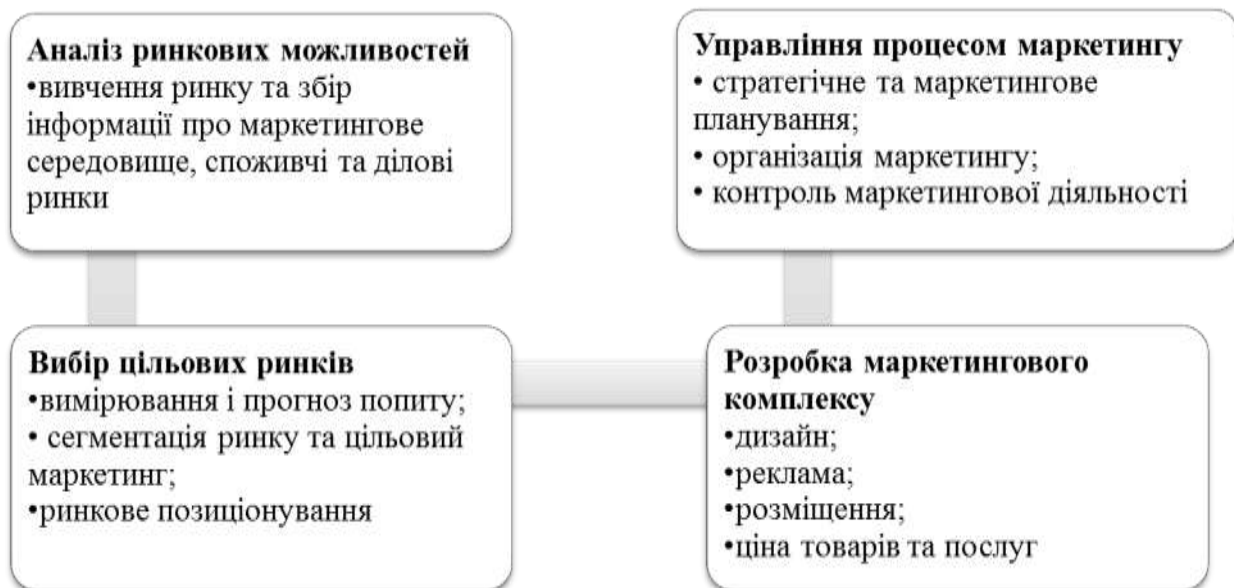 Аналіз ринкових можливостей
•вивчення ринку та збір
інформації про маркетингове
середовище, споживчі та ділові
ринки
Вибір цільових ринків
•вимірювання і прогноз попиту;
• сегментація ринку та цільовий
маркетинг;
•ринкове позиціонування
Розробка маркетингового
комплексу
•дизайн;
•реклама;
•розміщення;
•ціна товарів та послуг
Управління процесом маркетингу
• стратегічне та маркетингове
планування;
• організація маркетингу;
• контроль маркетингової діяльності